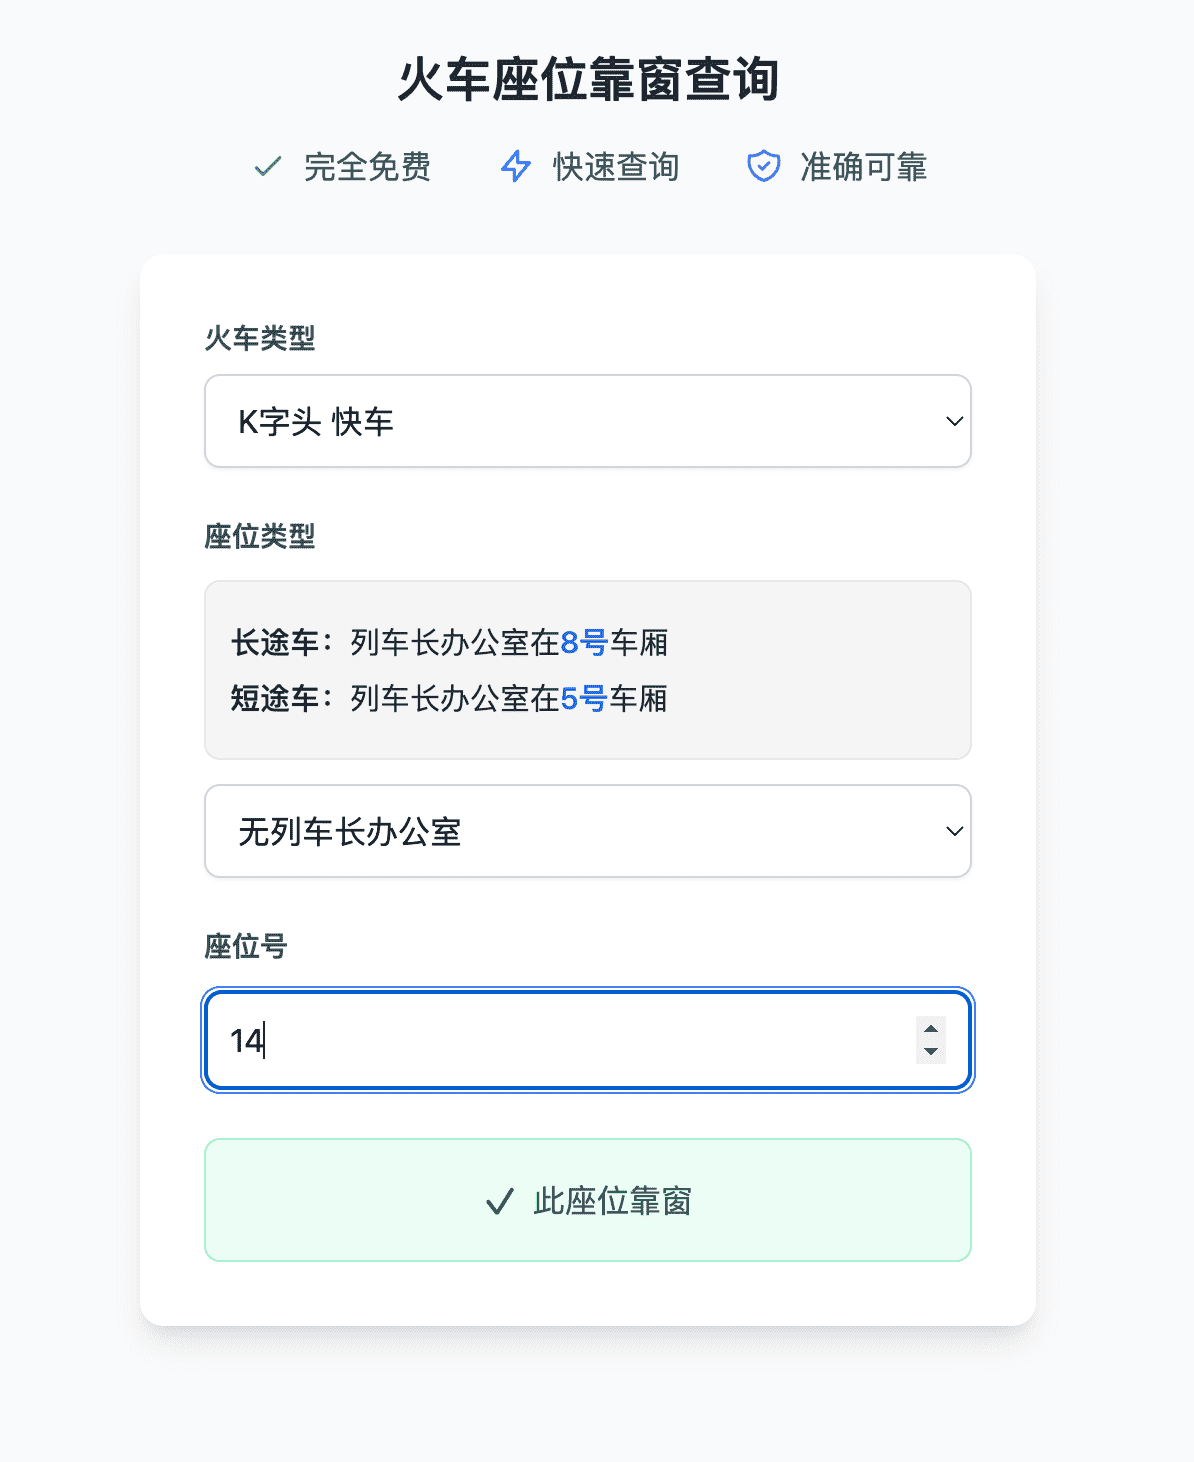 火车座位靠窗查询
完全免费 快速查询 准确可靠
火车类型
K字头 快车
座位类型
长途车：列车长办公室在8号车厢
短途车：列车长办公室在5号车厢
无列车长办公室
座位号
14
此座位靠窗